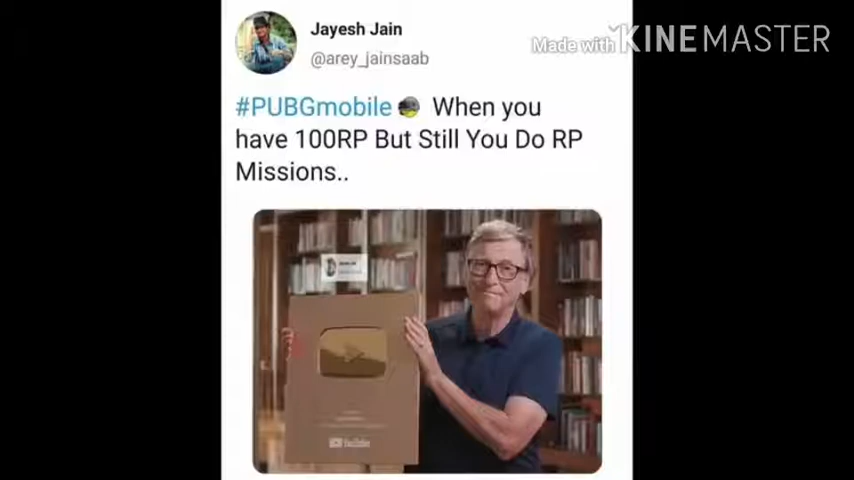 Jayesh Jain
@arey_jainsaab
Made with KINEMASTER
#PUBGmobile When you
have 100RP But Still You Do RP
Missions..
YouTube